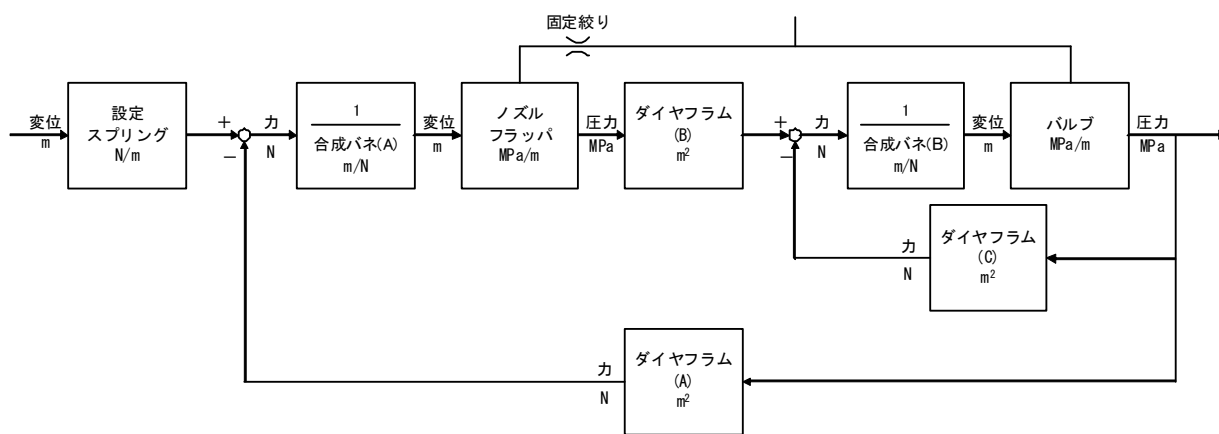 固定絞り
変位
m
設定
スプリング
N/m
+
−
力
N
1
合成バネ(A)
m/N
変位
m
ノズル
フラッパ
MPa/m
圧力
MPa
ダイヤフラム
(B)
m²
+
−
力
N
1
合成バネ(B)
m/N
変位
m
バルブ
MPa/m
圧力
MPa
ダイヤフラム
(C)
m²
力
N
ダイヤフラム
(A)
m²
力
N